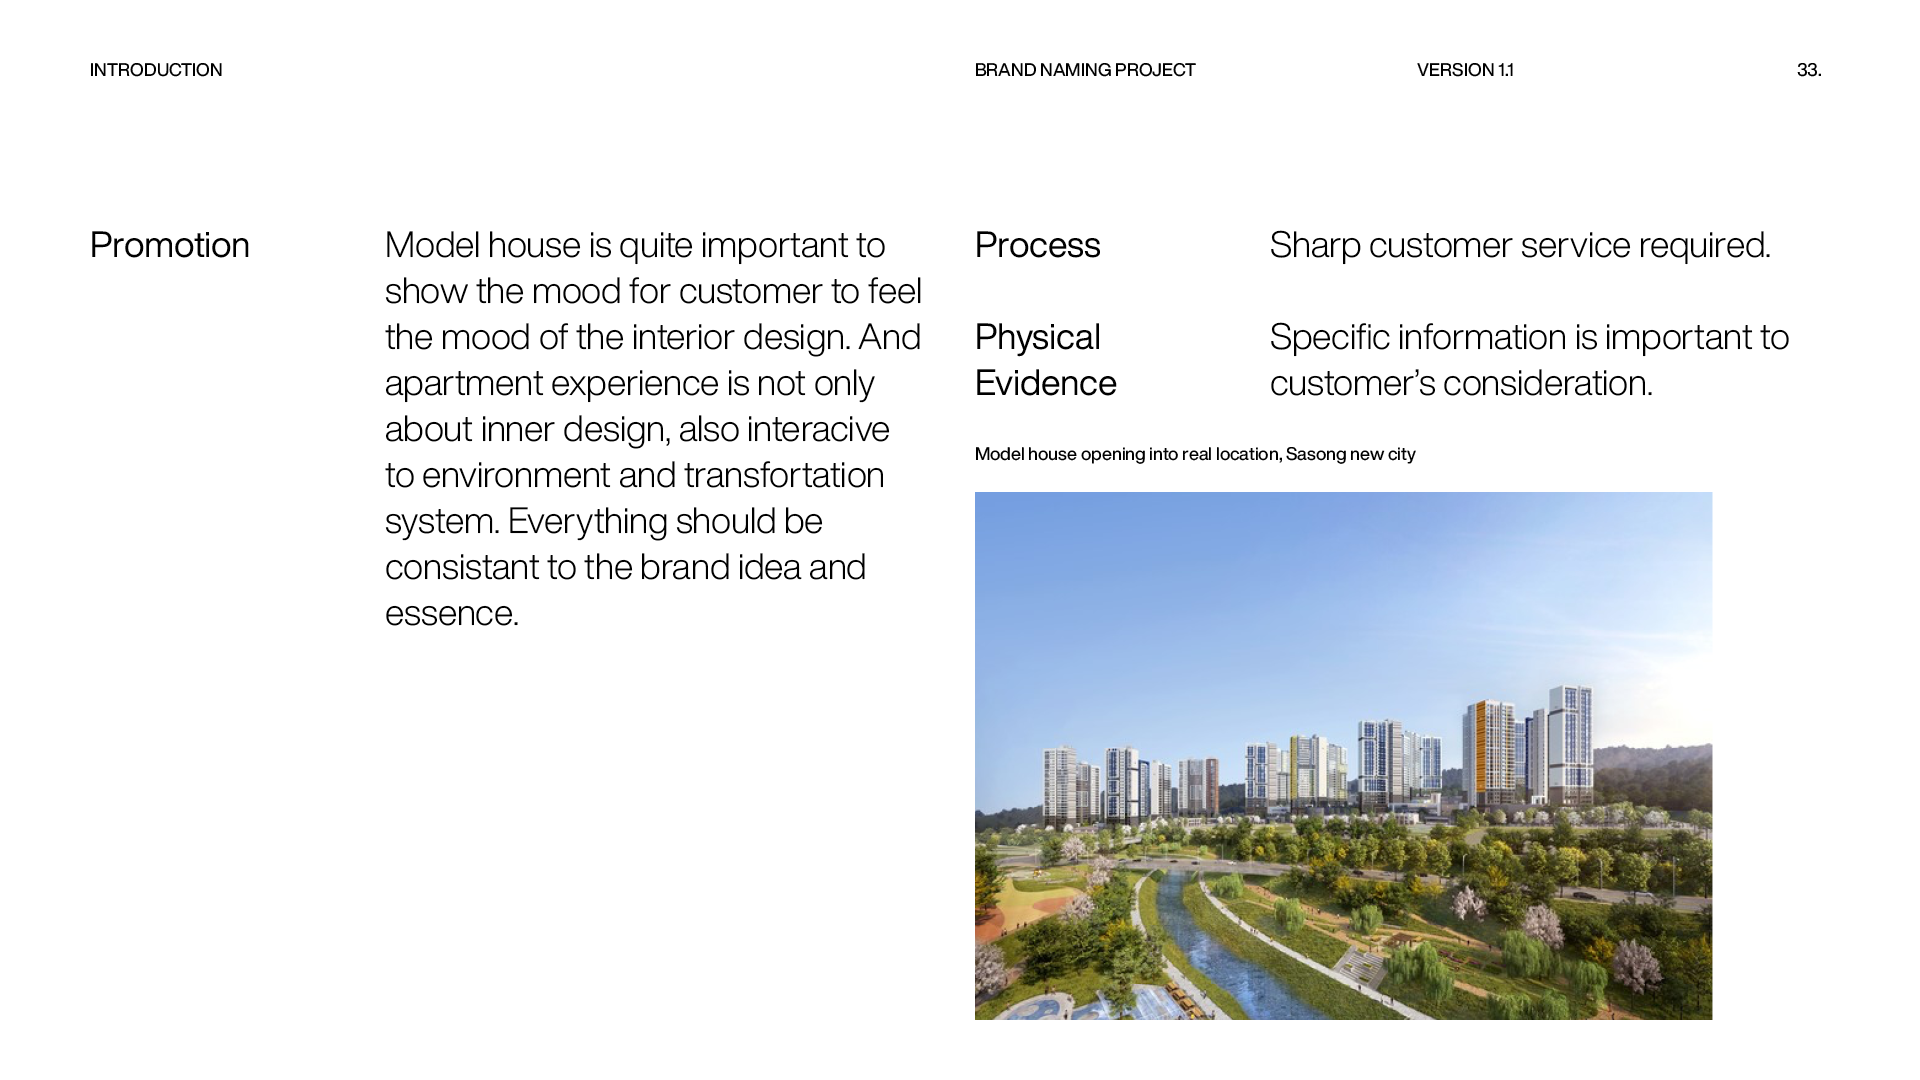 INTRODUCTION
BRAND NAMING PROJECT
VERSION 1.1
33.
Promotion
Model house is quite important to
show the mood for customer to feel
the mood of the interior design. And
apartment experience is not only
about inner design, also interacive
to environment and transfortation
system. Everything should be
consistant to the brand idea and
essence.
Process
Sharp customer service required.
Physical
Evidence
Specific information is important to
customer’s consideration.
Model house opening into real location, Sasong new city